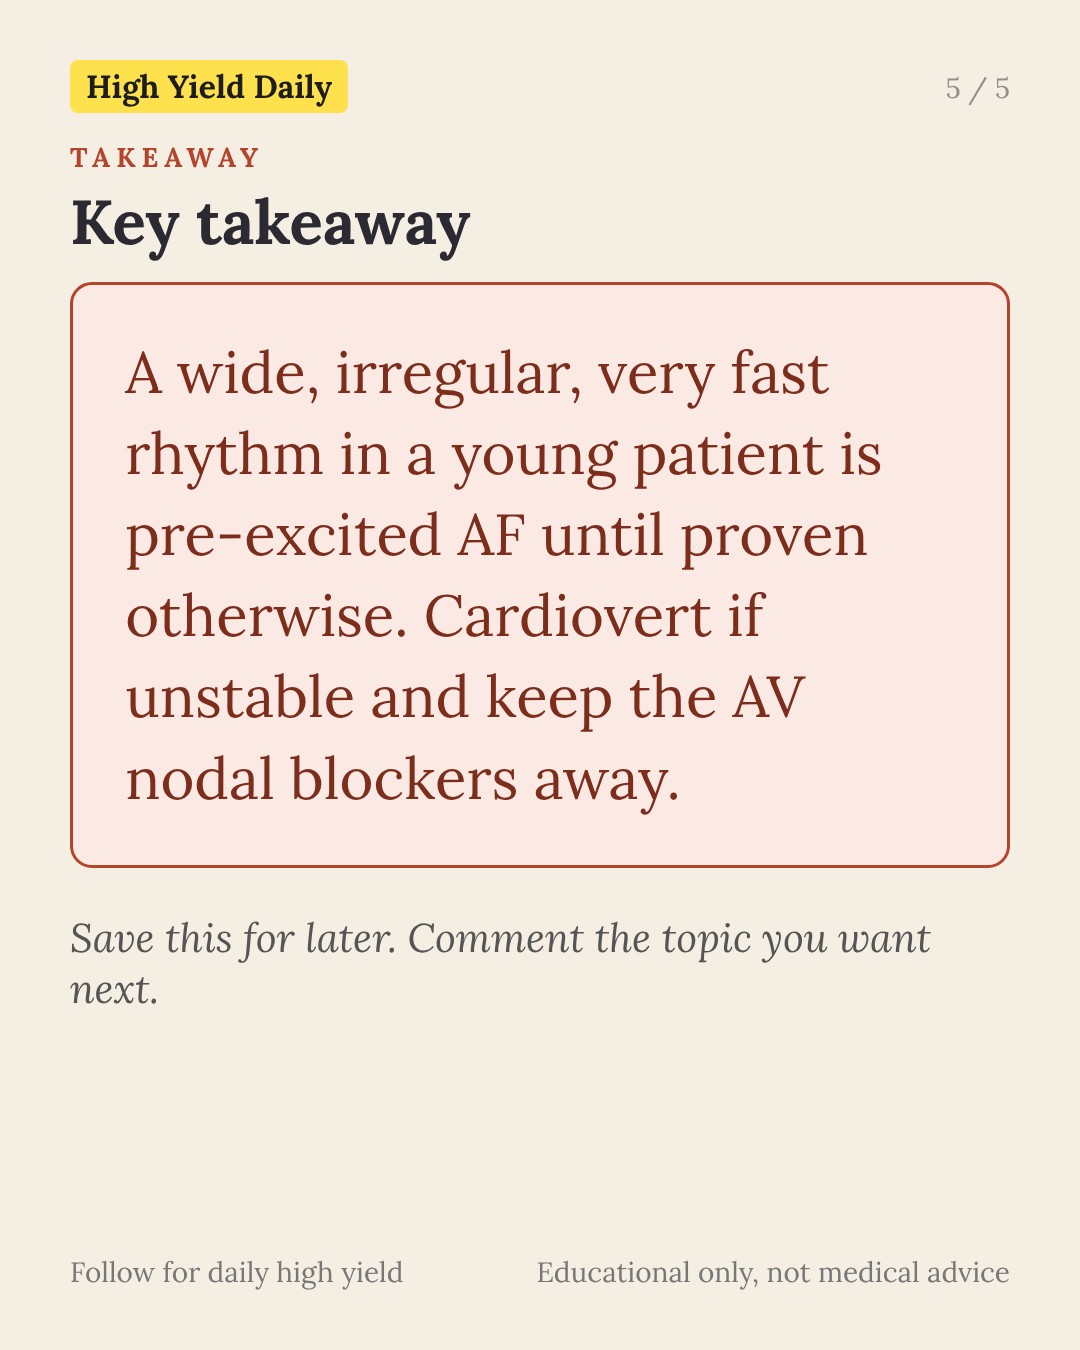 High Yield Daily
5 / 5
TAKEAWAY
Key takeaway
A wide, irregular, very fast
rhythm in a young patient is
pre-excited AF until proven
otherwise. Cardiovert if
unstable and keep the AV
nodal blockers away.
Save this for later. Comment the topic you want
next.
Follow for daily high yield
Educational only, not medical advice